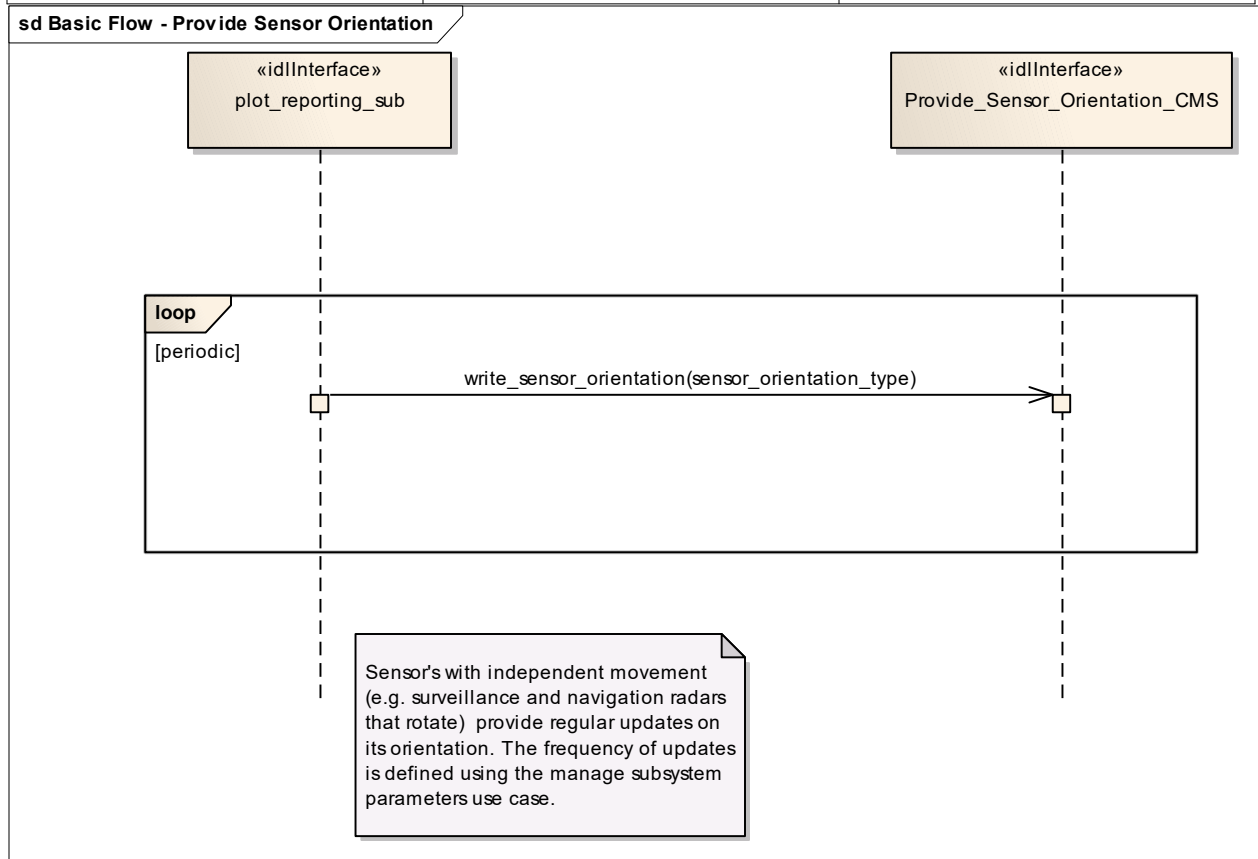 sd Basic Flow - Provide Sensor Orientation
«idlInterface»
plot_reporting_sub
«idlInterface»
Provide_Sensor_Orientation_CMS
loop
[periodic]
write_sensor_orientation(sensor_orientation_type)
Sensor's with independent movement
(e.g. surveillance and navigation radars
that rotate)  provide regular updates on
its orientation. The frequency of updates
is defined using the manage subsystem
parameters use case.